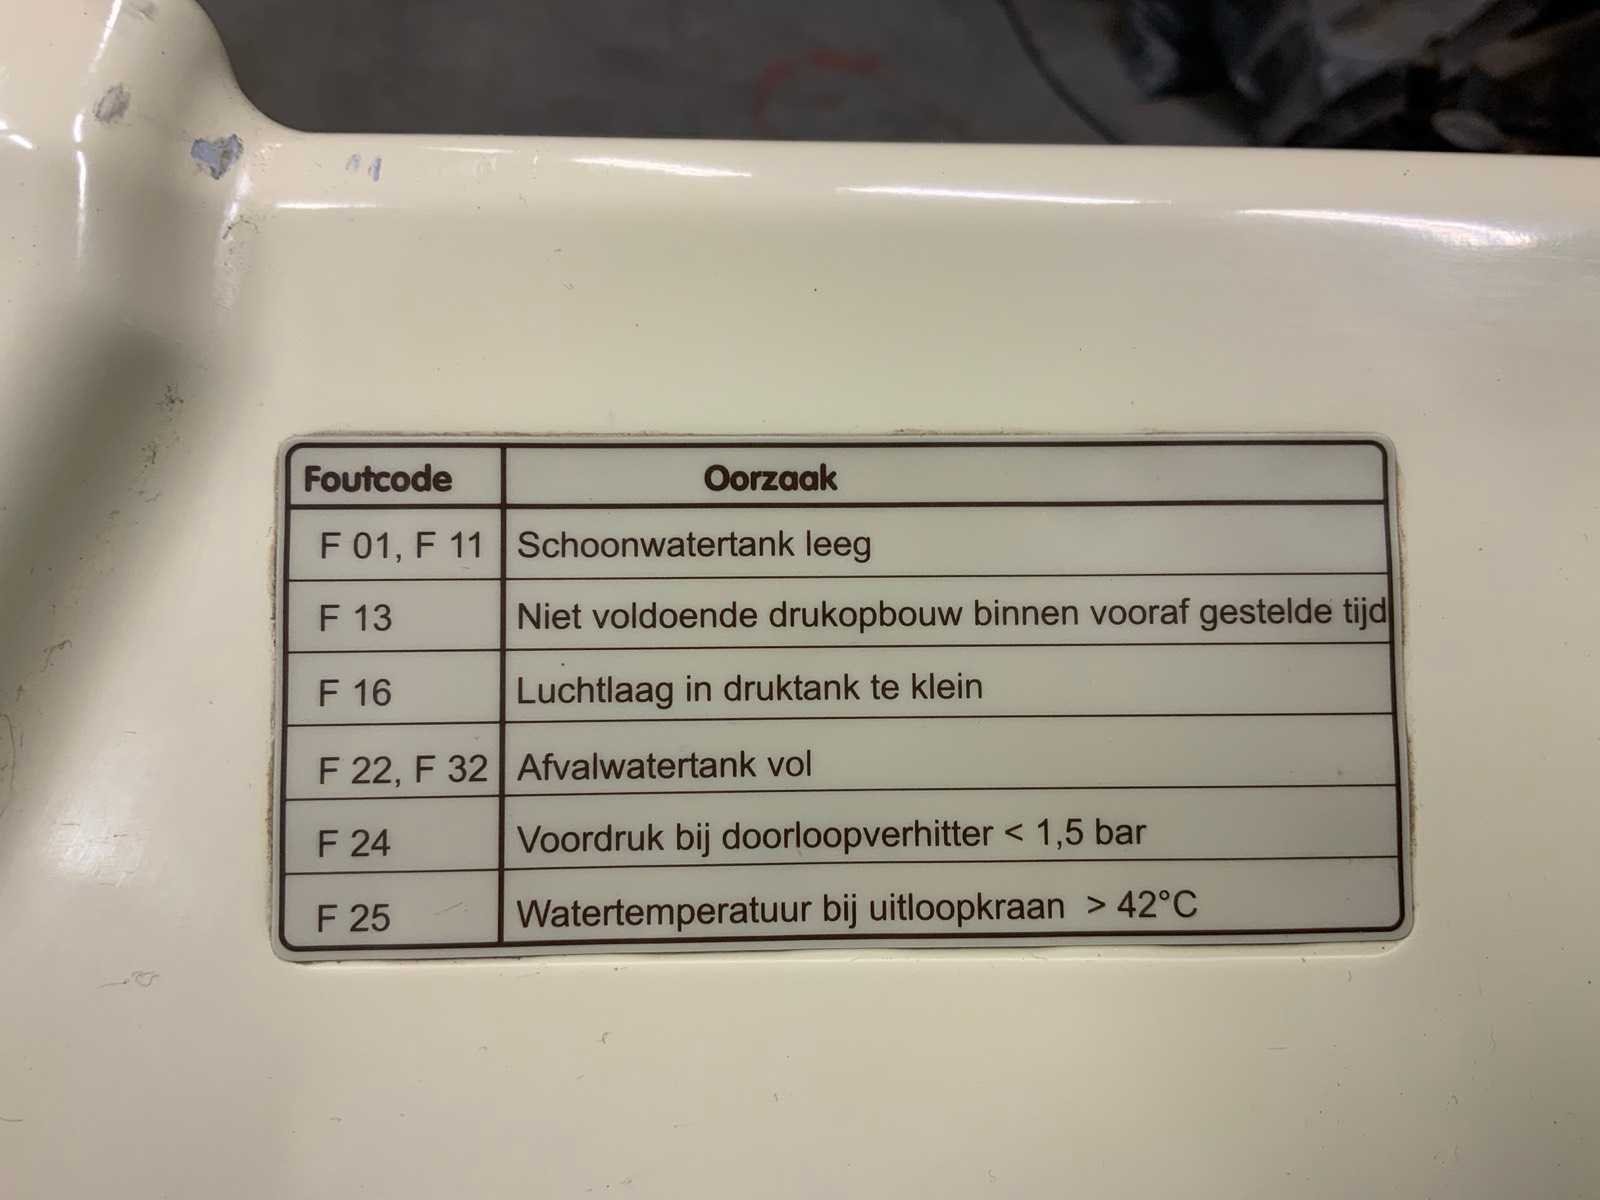 Foutcode Oorzaak
F 01, F 11 Schoonwatertank leeg
F 13 Niet voldoende drukopbouw binnen vooraf gestelde tijd
F 16 Luchtlaag in druktank te klein
F 22, F 32 Afvalwatertank vol
F 24 Voordruk bij doorloopverhitter < 1,5 bar
F 25 Watertemperatuur bij uitloopkraan > 42°C